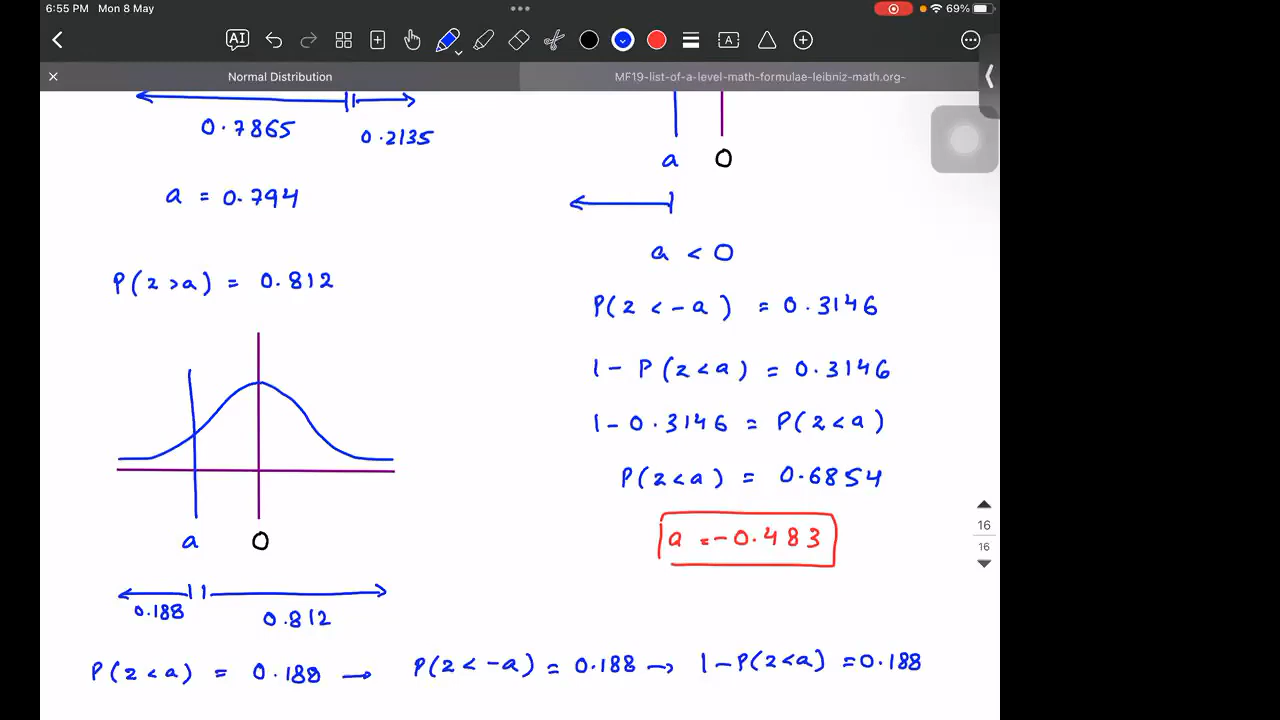 6:55 PM Mon 8 May
69%
AI
A
Normal Distribution
MF19-list-of-a-level-math-formulae-leibniz-math.org-
0.7865
0.2135
a = 0.794
P(z >a) = 0.812
a 0
0.188
0.812
a 0
a < 0
P(z < -a) = 0.3146
1 - P(z<a) = 0.3146
1 - 0.3146 = P(z<a)
P(z<a) = 0.6854
a = -0.483
P(z<a) = 0.188 → P(z < -a) = 0.188 → 1-P(z<a) = 0.188
16
16